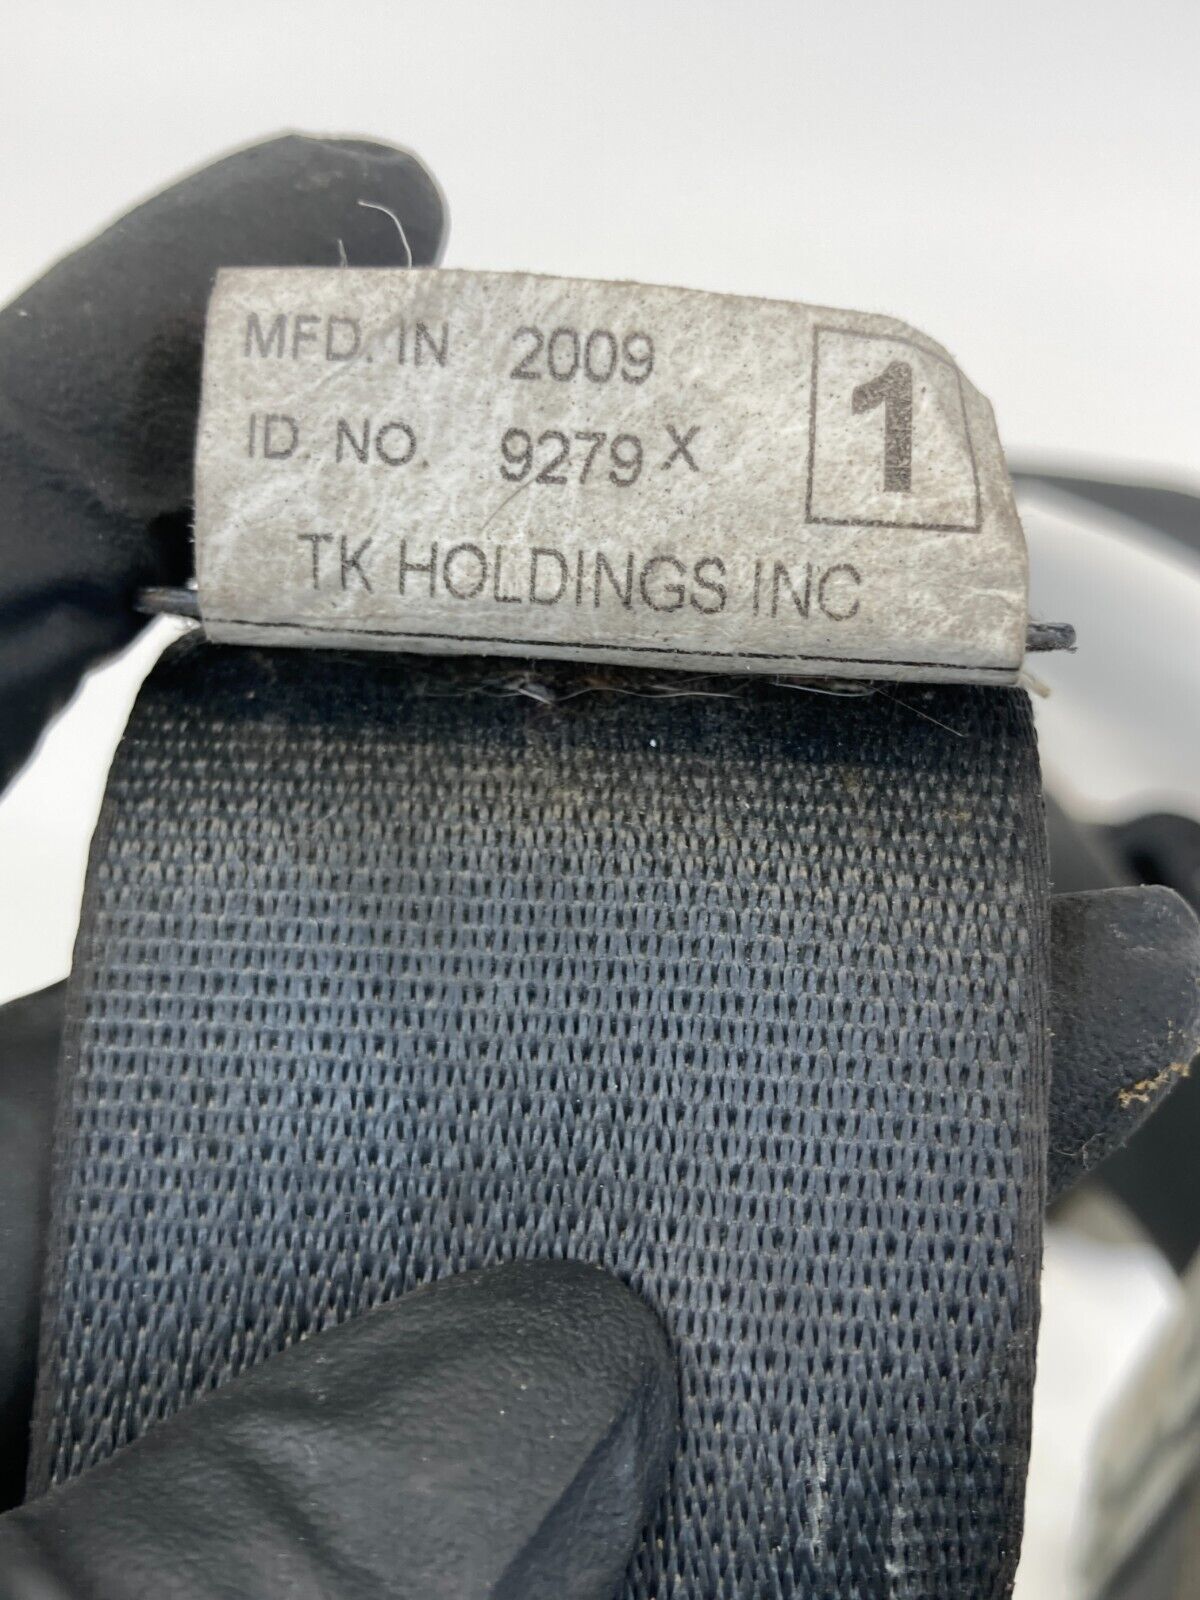 MFD. IN 2009
ID. NO. 9279 X
1
TK HOLDINGS INC